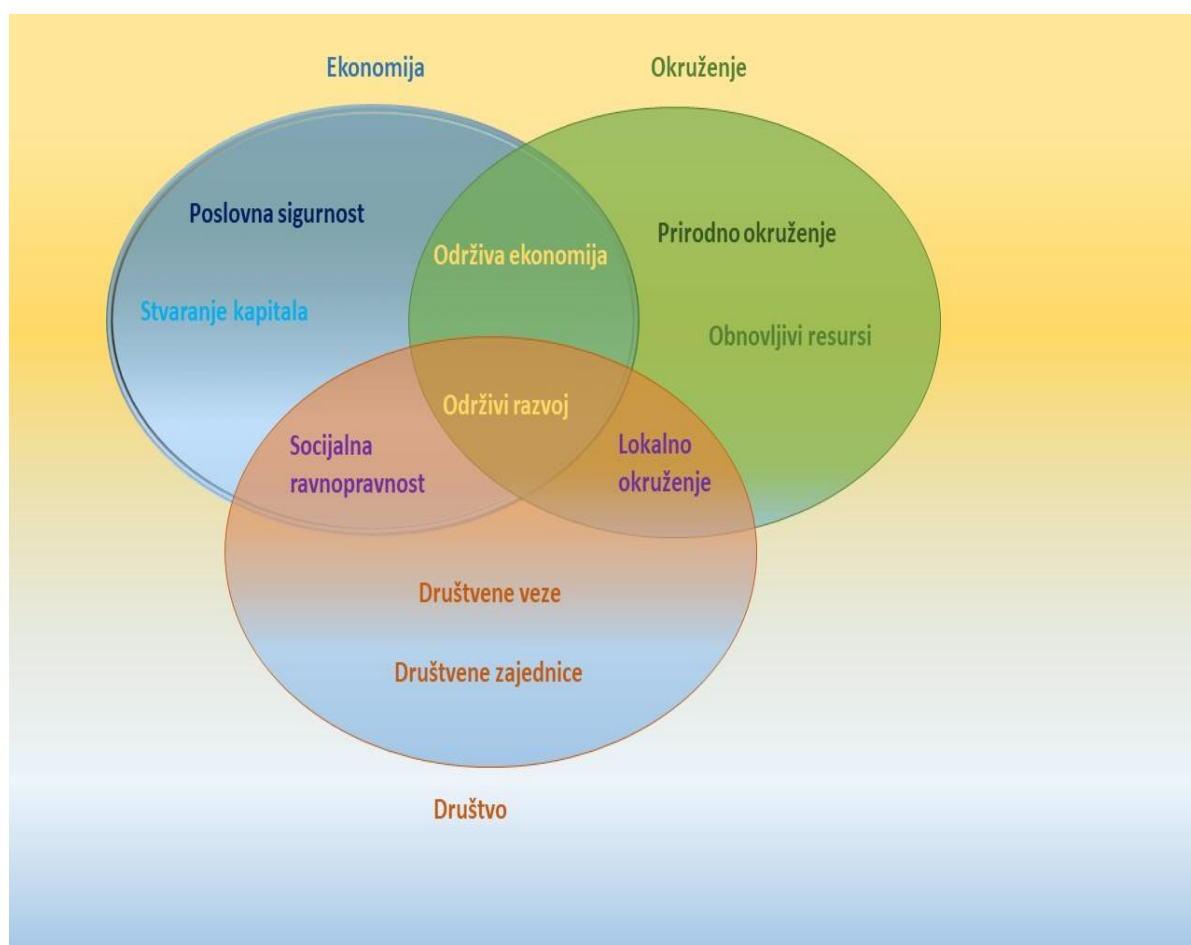 Ekonomija
Okruženje
Poslovna sigurnost
Prirodno okruženje
Održiva ekonomija
Stvaranje kapitala
Obnovljivi resursi
Održivi razvoj
Socijalna
ravnopravnost
Lokalno
okruženje
Društvene veze
Društvene zajednice
Društvo